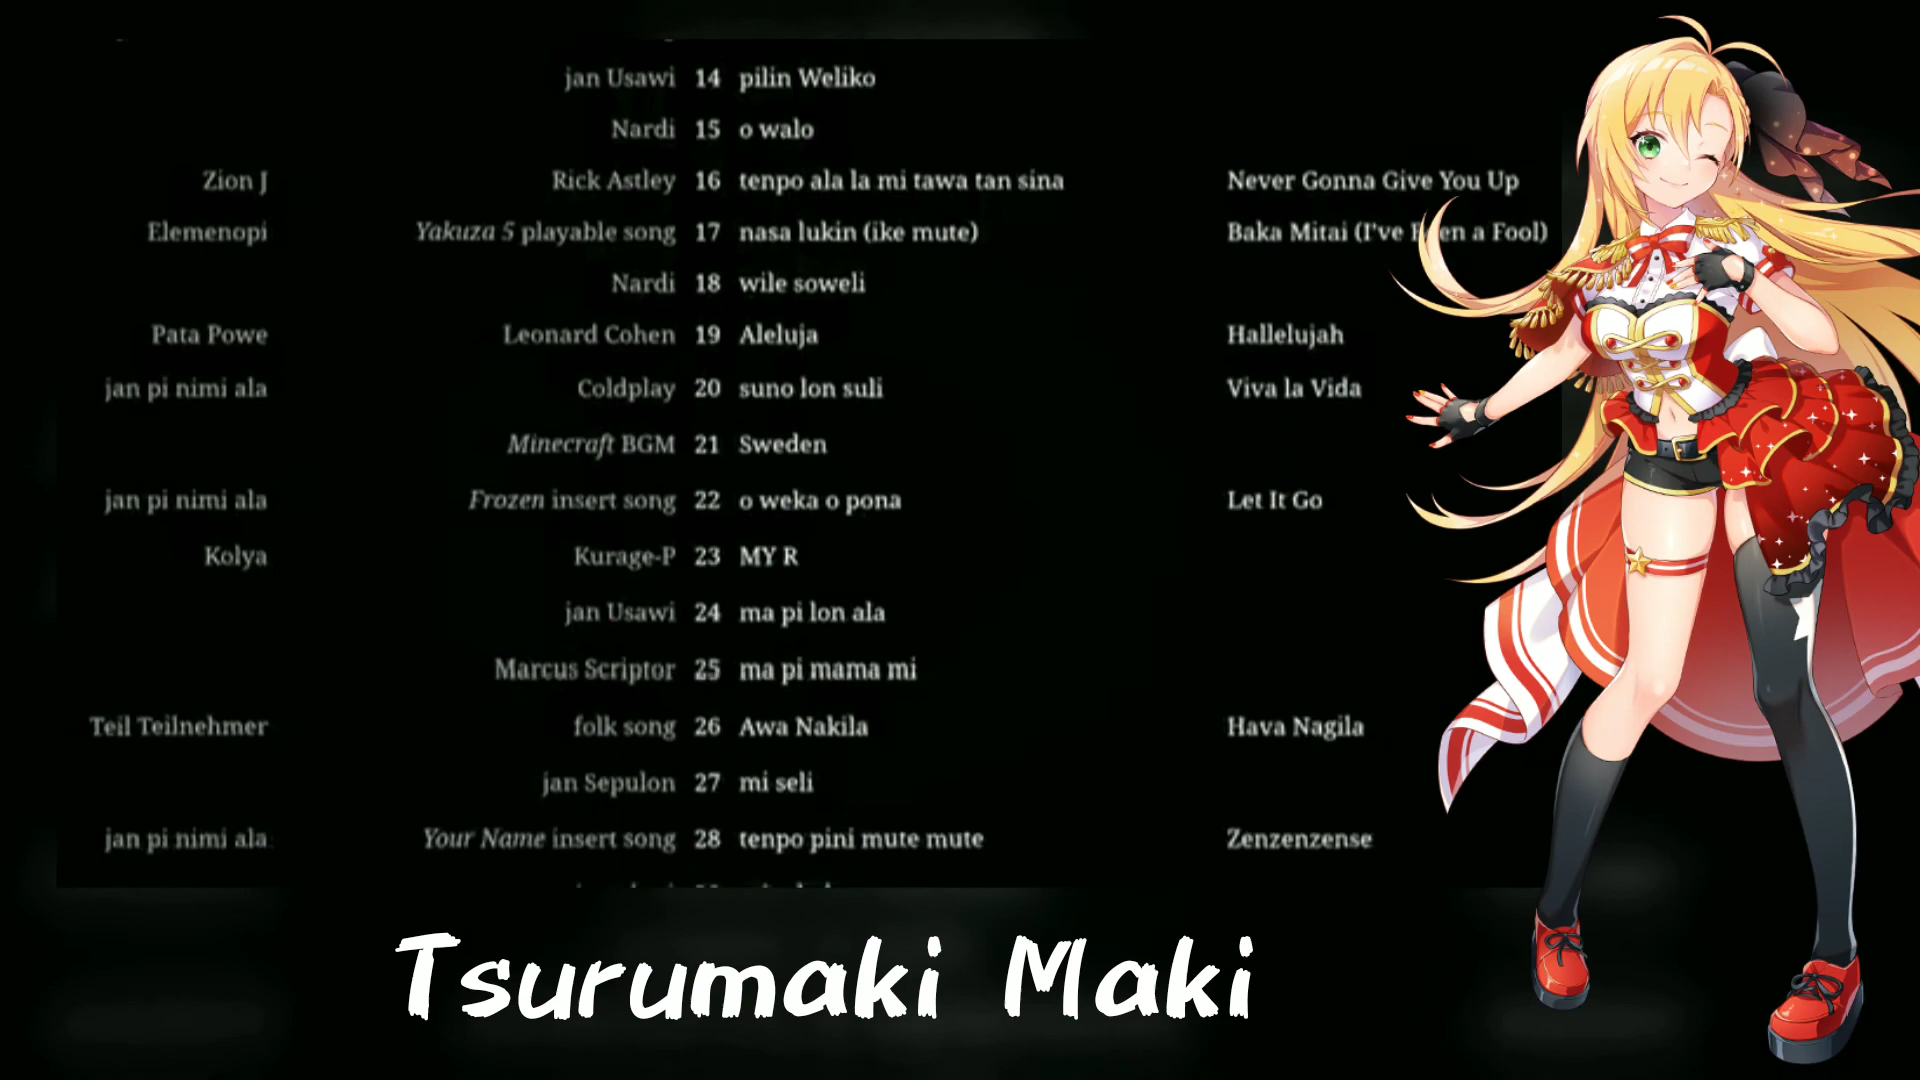 jan Usawi 14 pilin Weliko
Nardi 15 o walo
Zion J Rick Astley 16 tenpo ala la mi tawa tan sina Never Gonna Give You Up
Elemenopi Yakuza 5 playable song 17 nasa lukin (ike mute) Baka Mitai (I've en a Fool)
Nardi 18 wile soweli
Pata Powe Leonard Cohen 19 Aleluja Hallelujah
jan pi nimi ala Coldplay 20 suno lon suli Viva la Vida
Minecraft BGM 21 Sweden
jan pi nimi ala Frozen insert song 22 o weka o pona Let It Go
Kolya Kurage-P 23 MY R
jan Usawi 24 ma pi lon ala
Marcus Scriptor 25 ma pi mama mi
Teil Teilnehmer folk song 26 Awa Nakila Hava Nagila
jan Sepulon 27 mi seli
jan pi nimi ala Your Name insert song 28 tenpo pini mute mute Zenzenzense
Tsurumaki Maki